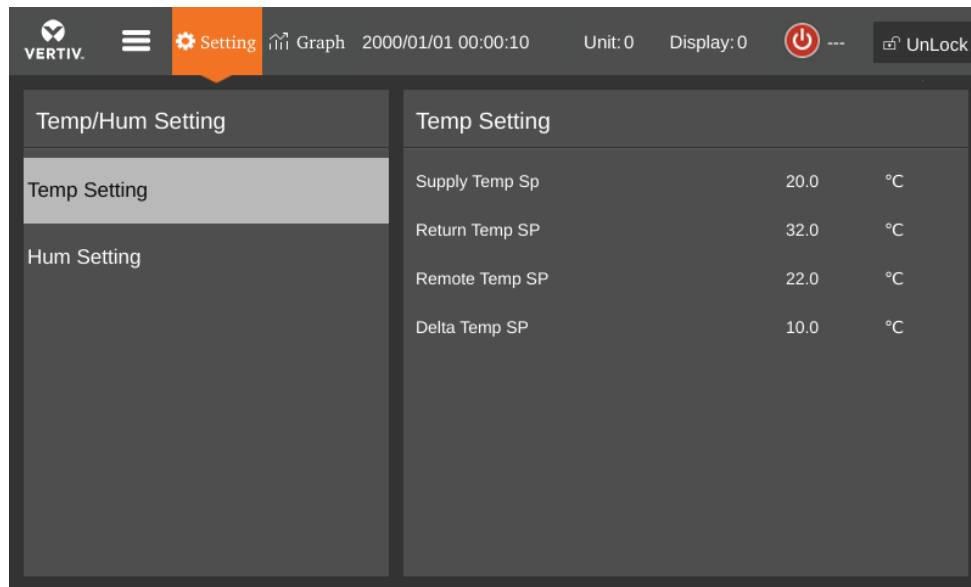 VERTIV. Setting Graph 2000/01/01 00:00:10 Unit: 0 Display: 0 --- UnLock
Temp/Hum Setting
Temp Setting
Hum Setting
Temp Setting
Supply Temp Sp 20.0 °C
Return Temp SP 32.0 °C
Remote Temp SP 22.0 °C
Delta Temp SP 10.0 °C